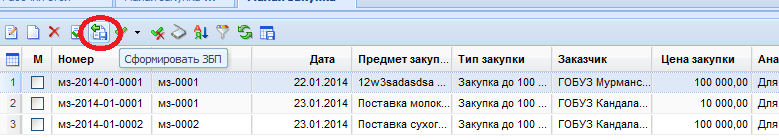 Сформировать ЗБП
М Номер Дата Предмет закуп... Тип закупки Заказчик Цена закупки
1 мз-2014-01-0001 мз-0001 22.01.2014 12w3sadasdsa ... Закупка до 100 ... ГОБУЗ Мурманс... 100 000,00 Для
2 мз-2014-01-0001 мз-0001 23.01.2014 Поставка молок... Закупка до 100 ... ГОБУЗ Кандала... 10 000,00 Для
3 мз-2014-01-0002 мз-0002 23.01.2014 Поставка сухог... Закупка до 100 ... ГОБУЗ Кандала... 100 000,00 Для